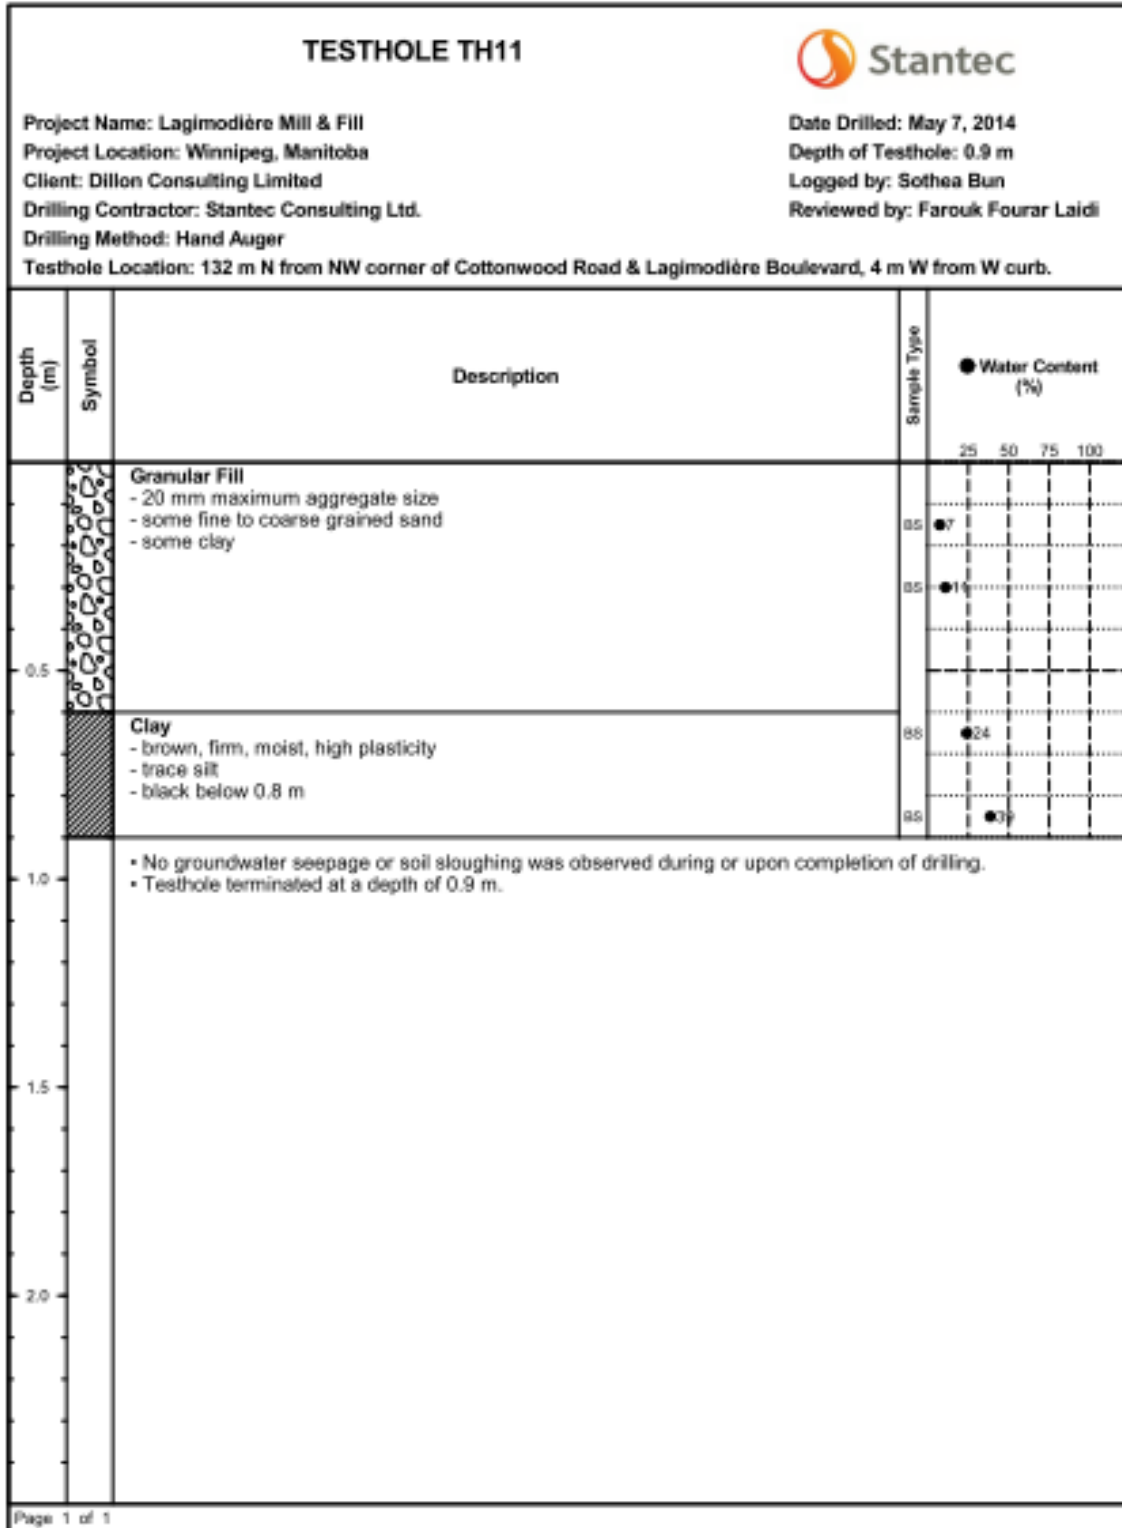 TESTHOLE TH11
Stantec
Project Name: Lagimodière Mill & Fill
Date Drilled: May 7, 2014
Project Location: Winnipeg, Manitoba
Depth of Testhole: 0.9 m
Client: Dillon Consulting Limited
Logged by: Sothea Bun
Drilling Contractor: Stantec Consulting Ltd.
Reviewed by: Farouk Fourar Laidi
Drilling Method: Hand Auger
Testhole Location: 132 m N from NW corner of Cottonwood Road & Lagimodière Boulevard, 4 m W from W curb.
Depth
(m)
Symbol
Description
Sample Type
Water Content
(%)
25 50 75 100
Granular Fill
- 20 mm maximum aggregate size
- some fine to coarse grained sand
BS 7
- some clay
BS 11
0.5
Clay
BS 24
- brown, firm, moist, high plasticity
- trace silt
- black below 0.8 m
BS 39
• No groundwater seepage or soil sloughing was observed during or upon completion of drilling.
1.0
• Testhole terminated at a depth of 0.9 m.
1.5
2.0
Page 1 of 1